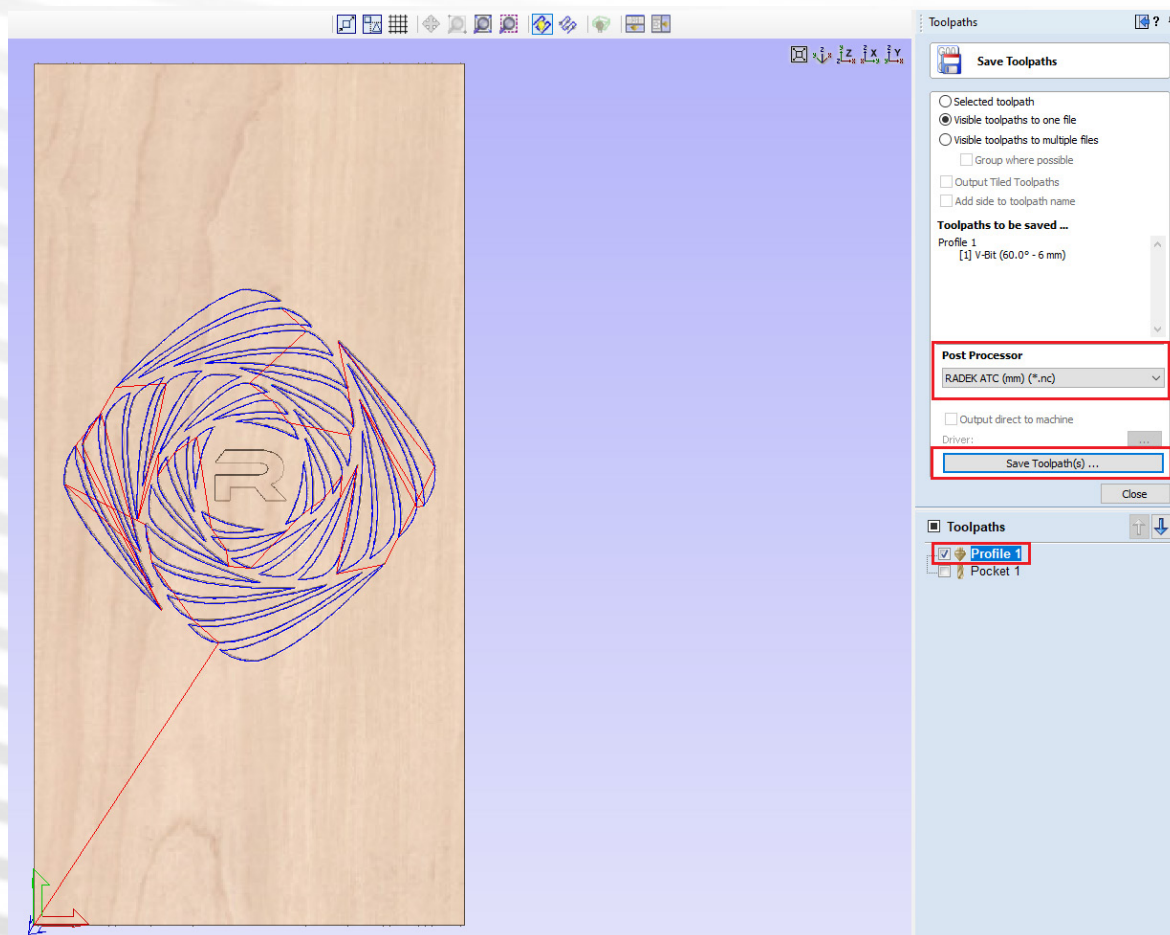 Toolpaths
?
Save Toolpaths
Selected toolpath
Visible toolpaths to one file
Visible toolpaths to multiple files
Group where possible
Output Tiled Toolpaths
Add side to toolpath name
Toolpaths to be saved ...
Profile 1
[1] V-Bit (60.0° - 6 mm)
Post Processor
RADEK ATC (mm) (*.nc)
Output direct to machine
Driver:
...
Save Toolpath(s) ...
Close
Toolpaths
Profile 1
Pocket 1
R